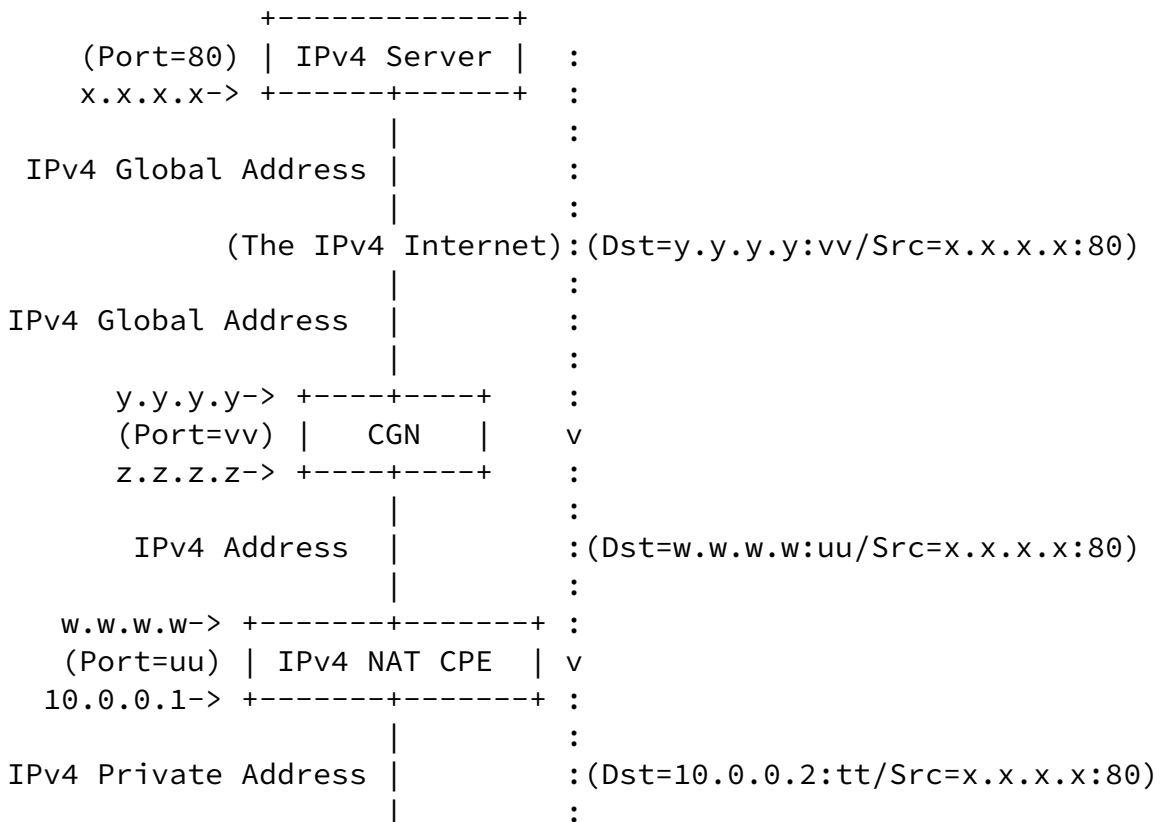 +-------------+
(Port=80) | IPv4 Server | :
x.x.x.x-> +------+------+ :
| :
IPv4 Global Address | :
| :
(The IPv4 Internet):(Dst=y.y.y.y:vv/Src=x.x.x.x:80)
| :
IPv4 Global Address | :
| :
y.y.y.y-> +----+----+ :
(Port=vv) | CGN | v
z.z.z.z-> +----+----+ :
| :
IPv4 Address | :(Dst=w.w.w.w:uu/Src=x.x.x.x:80)
| :
w.w.w.w-> +-------+-------+ :
(Port=uu) | IPv4 NAT CPE | v
10.0.0.1-> +-------+-------+ :
| :
IPv4 Private Address | :(Dst=10.0.0.2:tt/Src=x.x.x.x:80)
| :